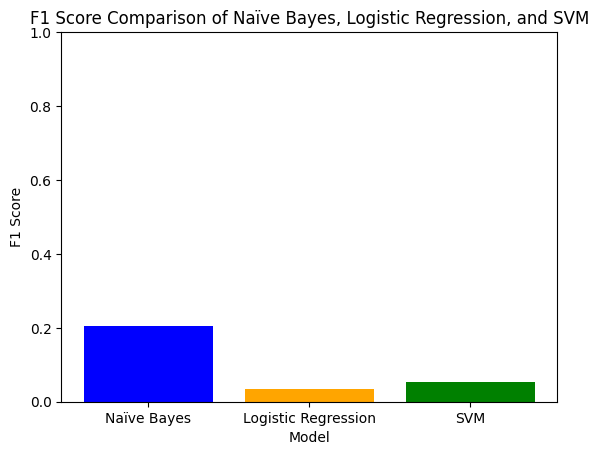 F1 Score Comparison of Naïve Bayes, Logistic Regression, and SVM
1.0
0.8
0.6
0.4
0.2
0.0
F1 Score
Naïve Bayes
Logistic Regression
SVM
Model